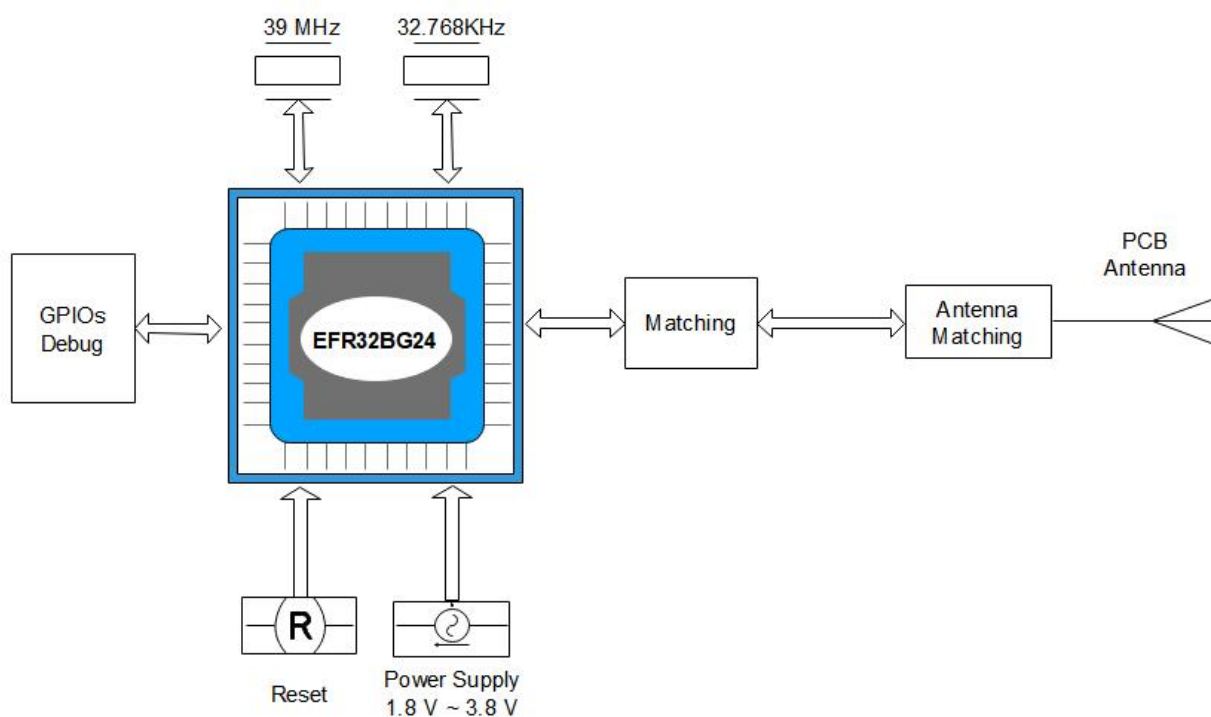 39 MHz
32.768KHz
PCB
Antenna
GPIOs
Debug
EFR32BG24
Matching
Antenna
Matching
R
Reset
Power Supply
1.8 V ~ 3.8 V